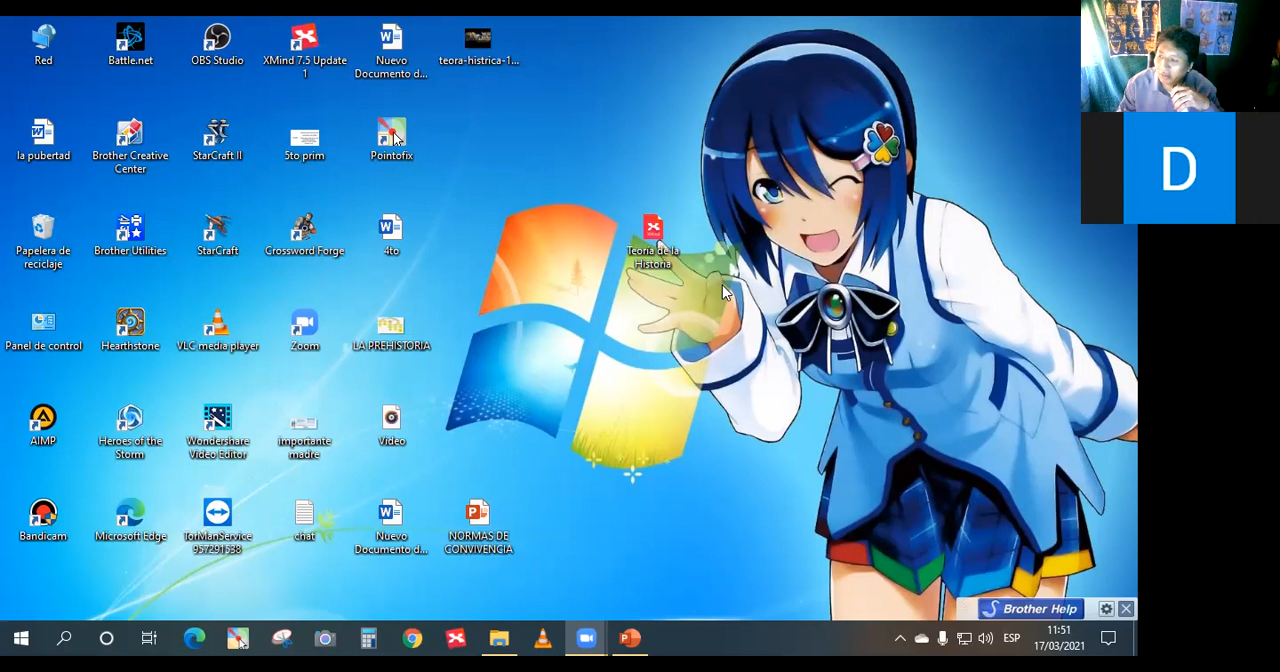 Red
Battle.net
OBS Studio
XMind 7.5 Update
1
Nuevo
Documento d...
teora-histrica-1...
la pubertad
Brother Creative
Center
StarCraft II
5to prim
Pointofix
Papelera de
reciclaje
Brother Utilities
StarCraft
Crossword Forge
4to
Teoria de la
Historia
Panel de control
Hearthstone
VLC media player
Zoom
LA PREHISTORIA
AIMP
Heroes of the
Storm
Wondershare
Video Editor
importante
madre
Video
Bandicam
Microsoft Edge
TorManService
957291538
chat
Nuevo
Documento d...
NORMAS DE
CONVIVENCIA
D
Brother Help
ESP
11:51
17/03/2021